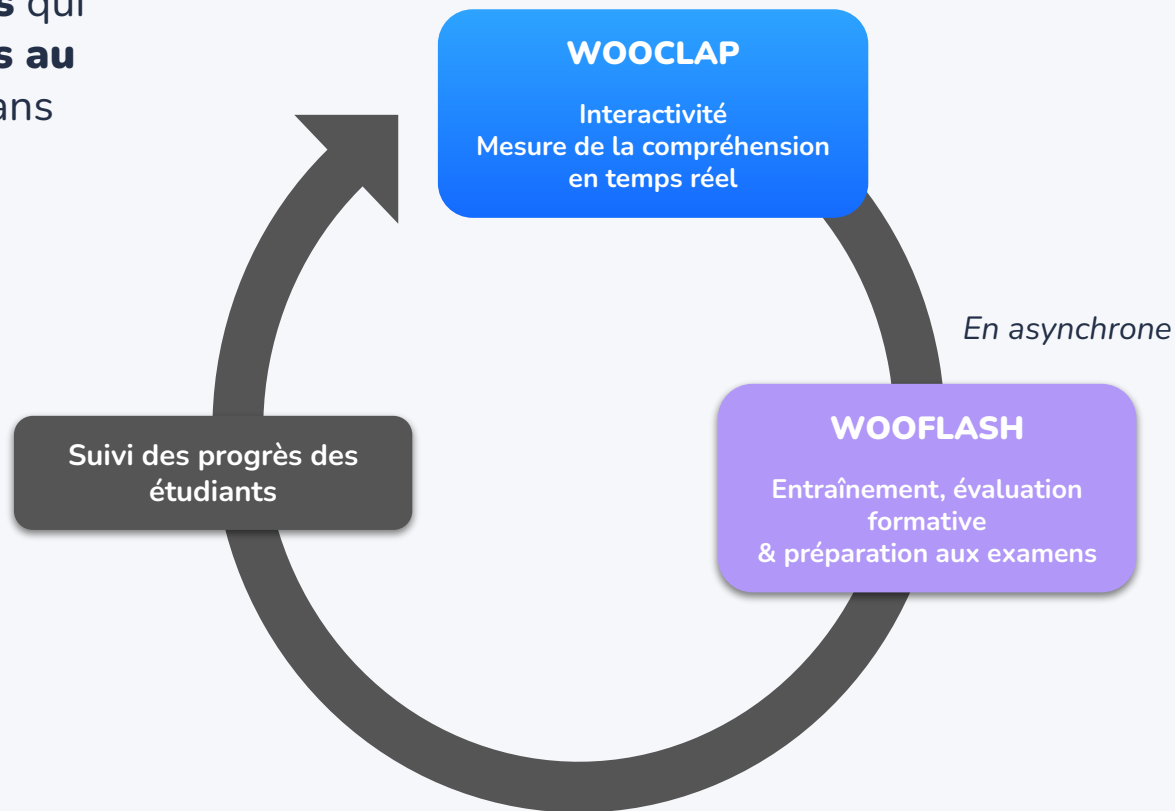 s qui
s au
ans
WOOCLAP
Interactivité
Mesure de la compréhension
en temps réel
En asynchrone
WOOFLASH
Entraînement, évaluation
formative
& préparation aux examens
Suivi des progrès des
étudiants